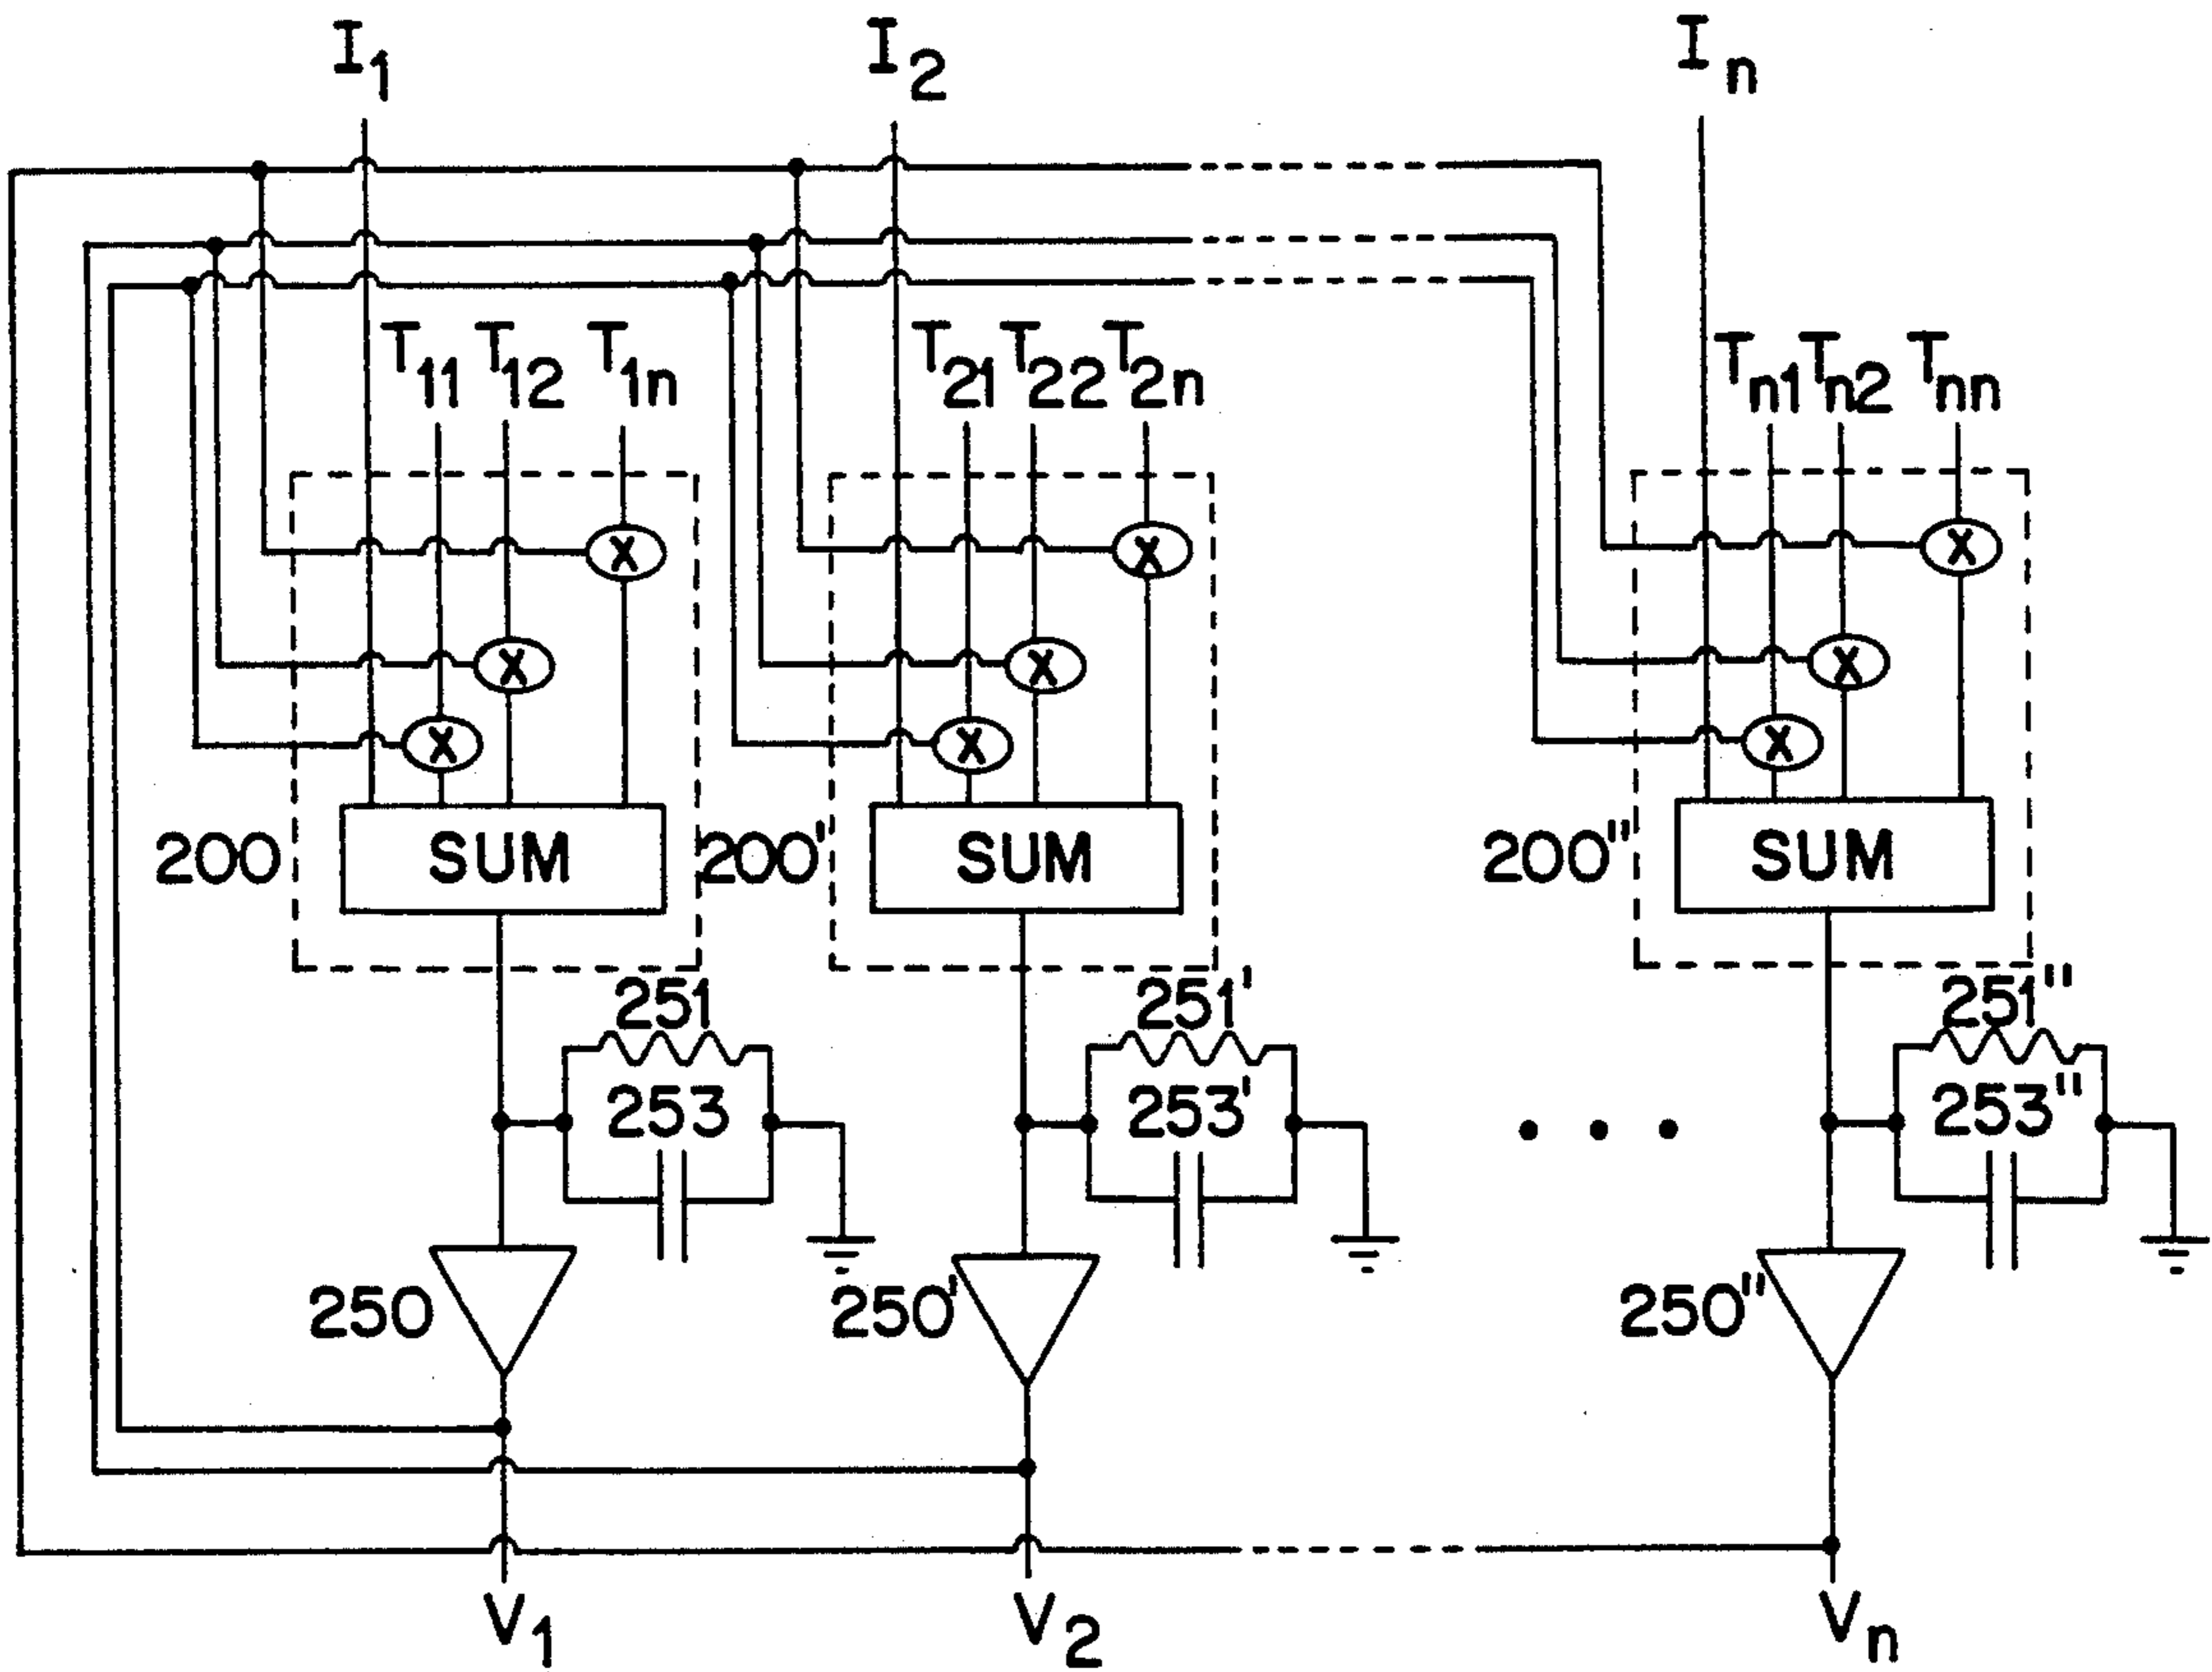 I1 I2 In
T11 T12 T1n T21 T22 T2n Tn1 Tn2 Tnn
X X X
X X X
X X X
200 SUM 200' SUM 200" SUM
251 251' 251"
253 253' 253"
250 250' 250"
V1 V2 Vn